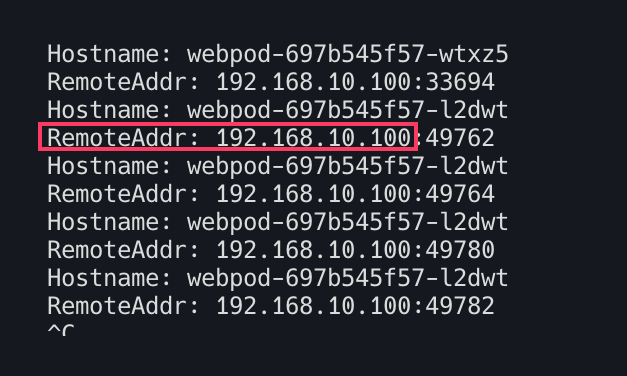 Hostname: webpod-697b545f57-wtxz5
RemoteAddr: 192.168.10.100:33694
Hostname: webpod-697b545f57-l2dwt
RemoteAddr: 192.168.10.100:49762
Hostname: webpod-697b545f57-l2dwt
RemoteAddr: 192.168.10.100:49764
Hostname: webpod-697b545f57-l2dwt
RemoteAddr: 192.168.10.100:49780
Hostname: webpod-697b545f57-l2dwt
RemoteAddr: 192.168.10.100:49782
^C